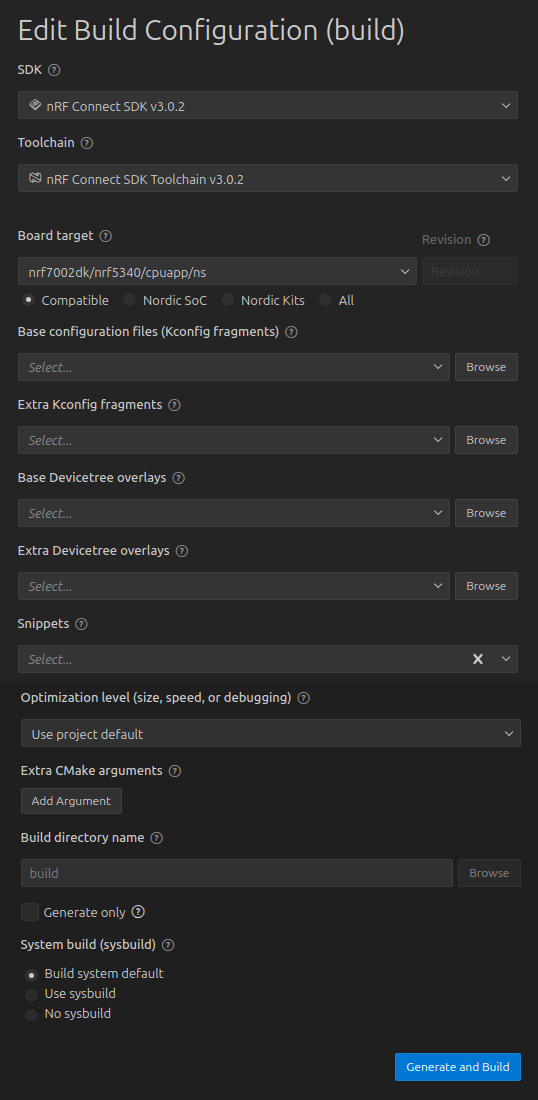 Edit Build Configuration (build)
SDK ?
nRF Connect SDK v3.0.2
Toolchain ?
nRF Connect SDK Toolchain v3.0.2
Board target ?
Revision ?
nrf7002dk/nrf5340/cpuapp/ns
Revision
Compatible Nordic SoC Nordic Kits All
Base configuration files (Kconfig fragments) ?
Select... Browse
Extra Kconfig fragments ?
Select... Browse
Base Devicetree overlays ?
Select... Browse
Extra Devicetree overlays ?
Select... Browse
Snippets ?
Select...
Optimization level (size, speed, or debugging) ?
Use project default
Extra CMake arguments ?
Add Argument
Build directory name ?
build Browse
Generate only ?
System build (sysbuild) ?
Build system default
Use sysbuild
No sysbuild
Generate and Build